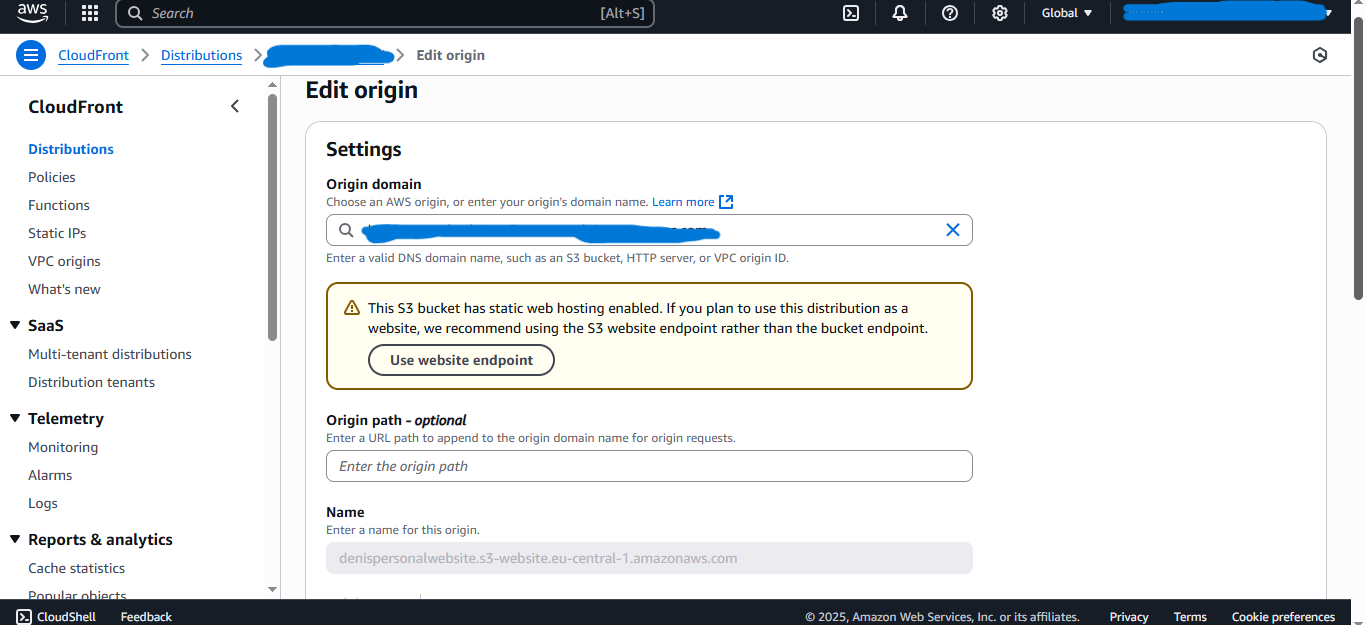 aws
Search [Alt+S] Global
CloudFront Distributions Edit origin
CloudFront
Distributions
Policies
Functions
Static IPs
VPC origins
What's new
SaaS
Multi-tenant distributions
Distribution tenants
Telemetry
Monitoring
Alarms
Logs
Reports & analytics
Cache statistics
Popular objects
Edit origin
Settings
Origin domain
Choose an AWS origin, or enter your origin's domain name. Learn more
Enter a valid DNS domain name, such as an S3 bucket, HTTP server, or VPC origin ID.
This S3 bucket has static web hosting enabled. If you plan to use this distribution as a
website, we recommend using the S3 website endpoint rather than the bucket endpoint.
Use website endpoint
Origin path - optional
Enter a URL path to append to the origin domain name for origin requests.
Enter the origin path
Name
Enter a name for this origin.
denispersonalwebsite.s3-website.eu-central-1.amazonaws.com
CloudShell Feedback © 2025, Amazon Web Services, Inc. or its affiliates. Privacy Terms Cookie preferences